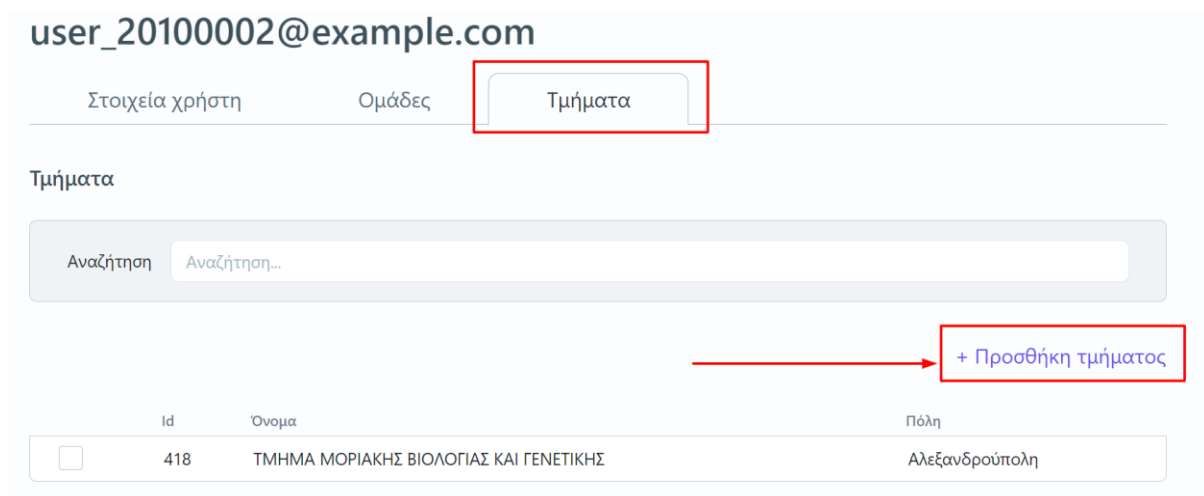 user_20100002@example.com
Στοιχεία χρήστη Ομάδες Τμήματα
Τμήματα
Αναζήτηση Αναζήτηση...
+ Προσθήκη τμήματος
Id Όνομα Πόλη
418 ΤΜΗΜΑ ΜΟΡΙΑΚΗΣ ΒΙΟΛΟΓΙΑΣ ΚΑΙ ΓΕΝΕΤΙΚΗΣ Αλεξανδρούπολη